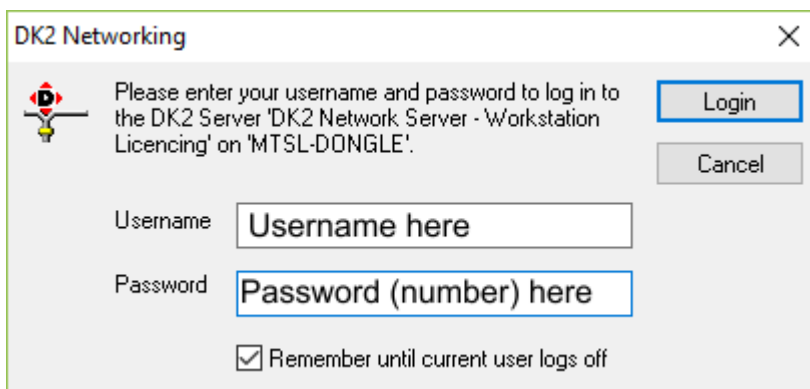 DK2 Networking
Please enter your username and password to log in to
the DK2 Server 'DK2 Network Server - Workstation
Licencing' on 'MTSL-DONGLE'.
Login
Cancel
Username Username here
Password Password (number) here
Remember until current user logs off